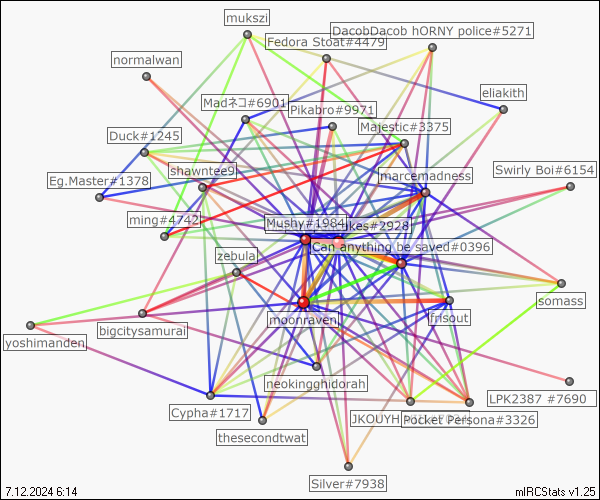 mukszi
DacobDacob hORNY police#5271
Fedora Stoat#4479
normalwan
eliakith
Madネコ#6901
Pikabro#9971
Majestic#3375
Duck#1245
shawntee9
marcemadness
Swirly Boi#6154
Eg.Master#1378
ming#4742
Mushy#1984
ukes#2928
Can anything be saved#0396
zebula
somass
moonraven
frisout
bigcitysamurai
yoshimanden
neokingghidorah
LPK2387 #7690
Cypha#1717
JKOUYH
Pocket Persona#3326
thesecondtwat
Silver#7938
7.12.2024 6:14
mIRCStats v1.25